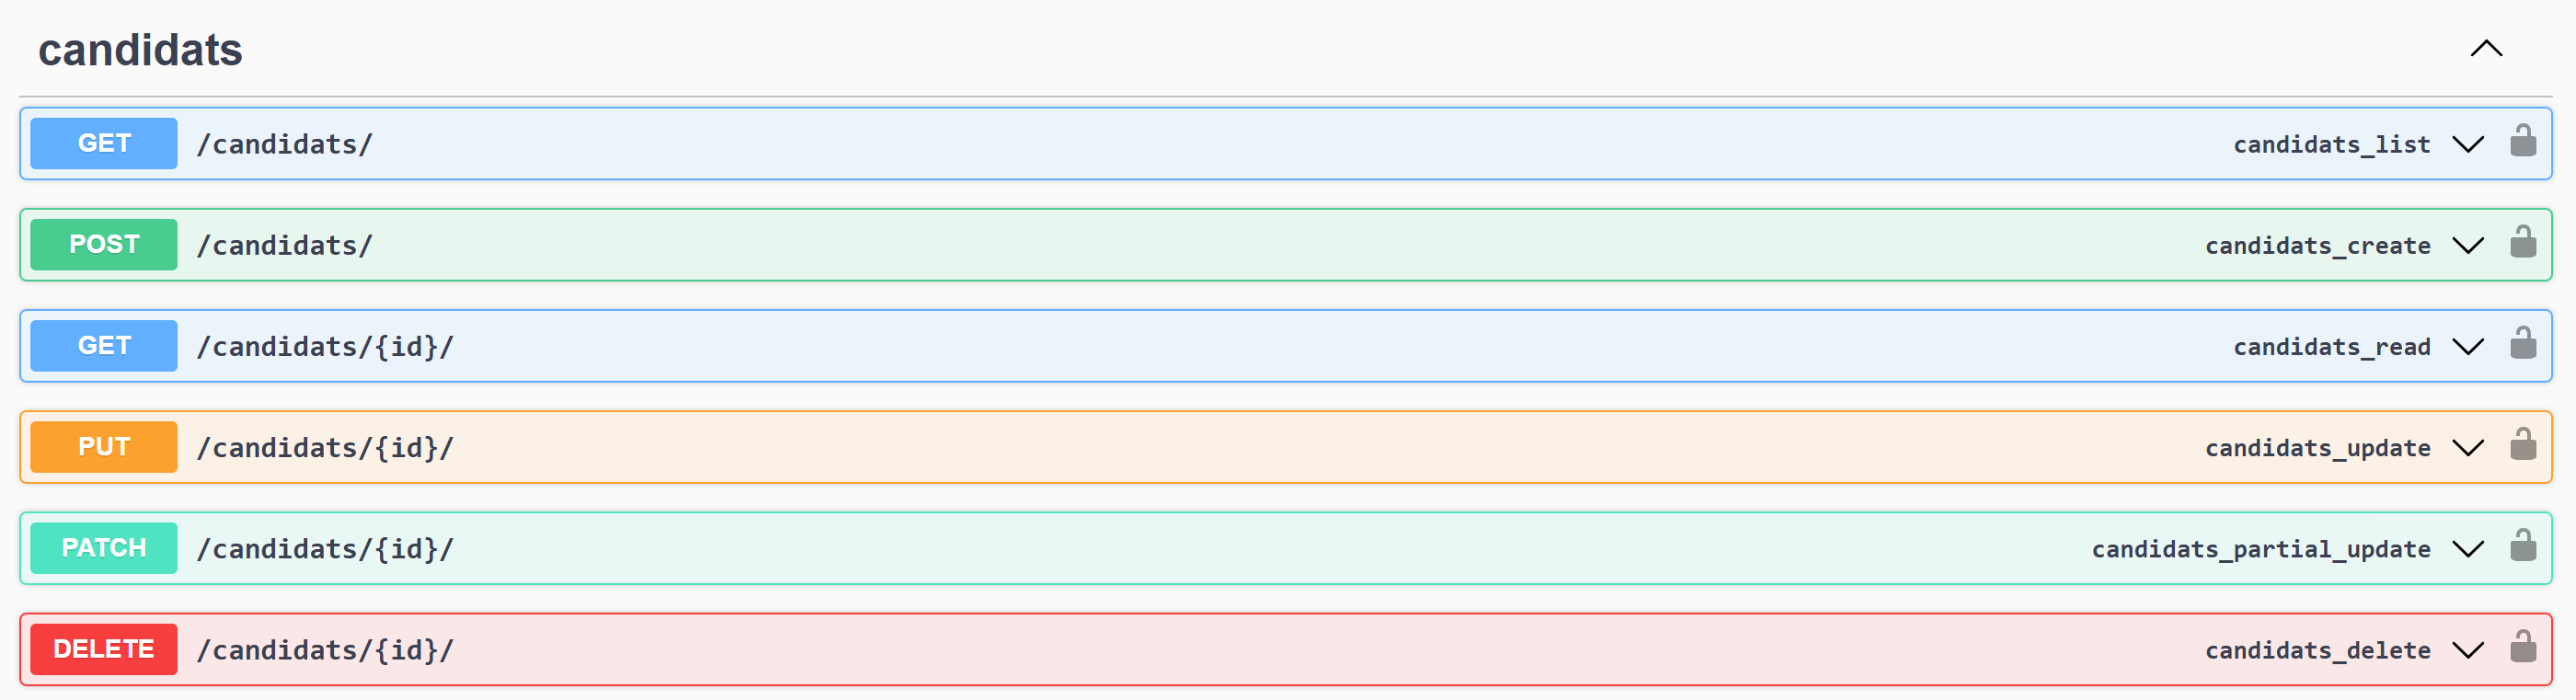 candidats
GET /candidats/ candidats_list
POST /candidats/ candidats_create
GET /candidats/{id}/ candidats_read
PUT /candidats/{id}/ candidats_update
PATCH /candidats/{id}/ candidats_partial_update
DELETE /candidats/{id}/ candidats_delete